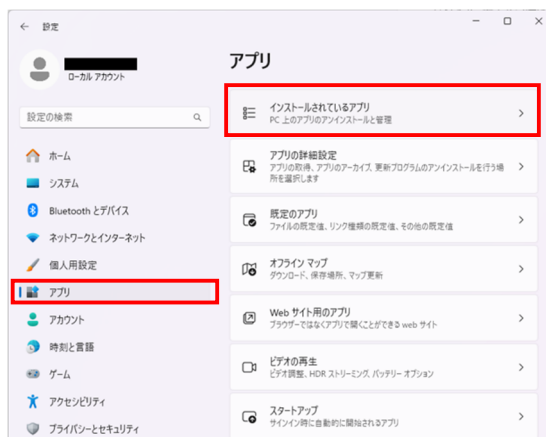 設定
ローカル アカウント
設定の検索
ホーム
システム
Bluetooth とデバイス
ネットワークとインターネット
個人用設定
アプリ
アカウント
時刻と言語
ゲーム
アクセシビリティ
プライバシーとセキュリティ
アプリ
インストールされているアプリ
PC 上のアプリのアンインストールと管理
アプリの詳細設定
アプリの取得、アプリのアーカイブ、更新プログラムのアンインストールを行う場
所を選択します
既定のアプリ
ファイルの既定値、リンク種類の既定値、その他の既定値
オフライン マップ
ダウンロード、保存場所、マップ更新
Web サイト用のアプリ
ブラウザーではなくアプリで開くことができる web サイト
ビデオの再生
ビデオ調整、HDR ストリーミング、バッテリー オプション
スタートアップ
サインイン時に自動的に開始されるアプリ